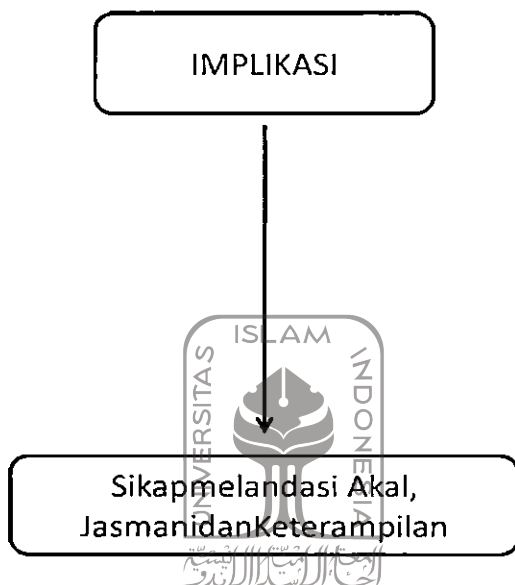 IMPLIKASI
UNIVERSITAS
ISLAM
INDONESIA
Sikapmelandasi Akal,
JasmanidanKeterampilan